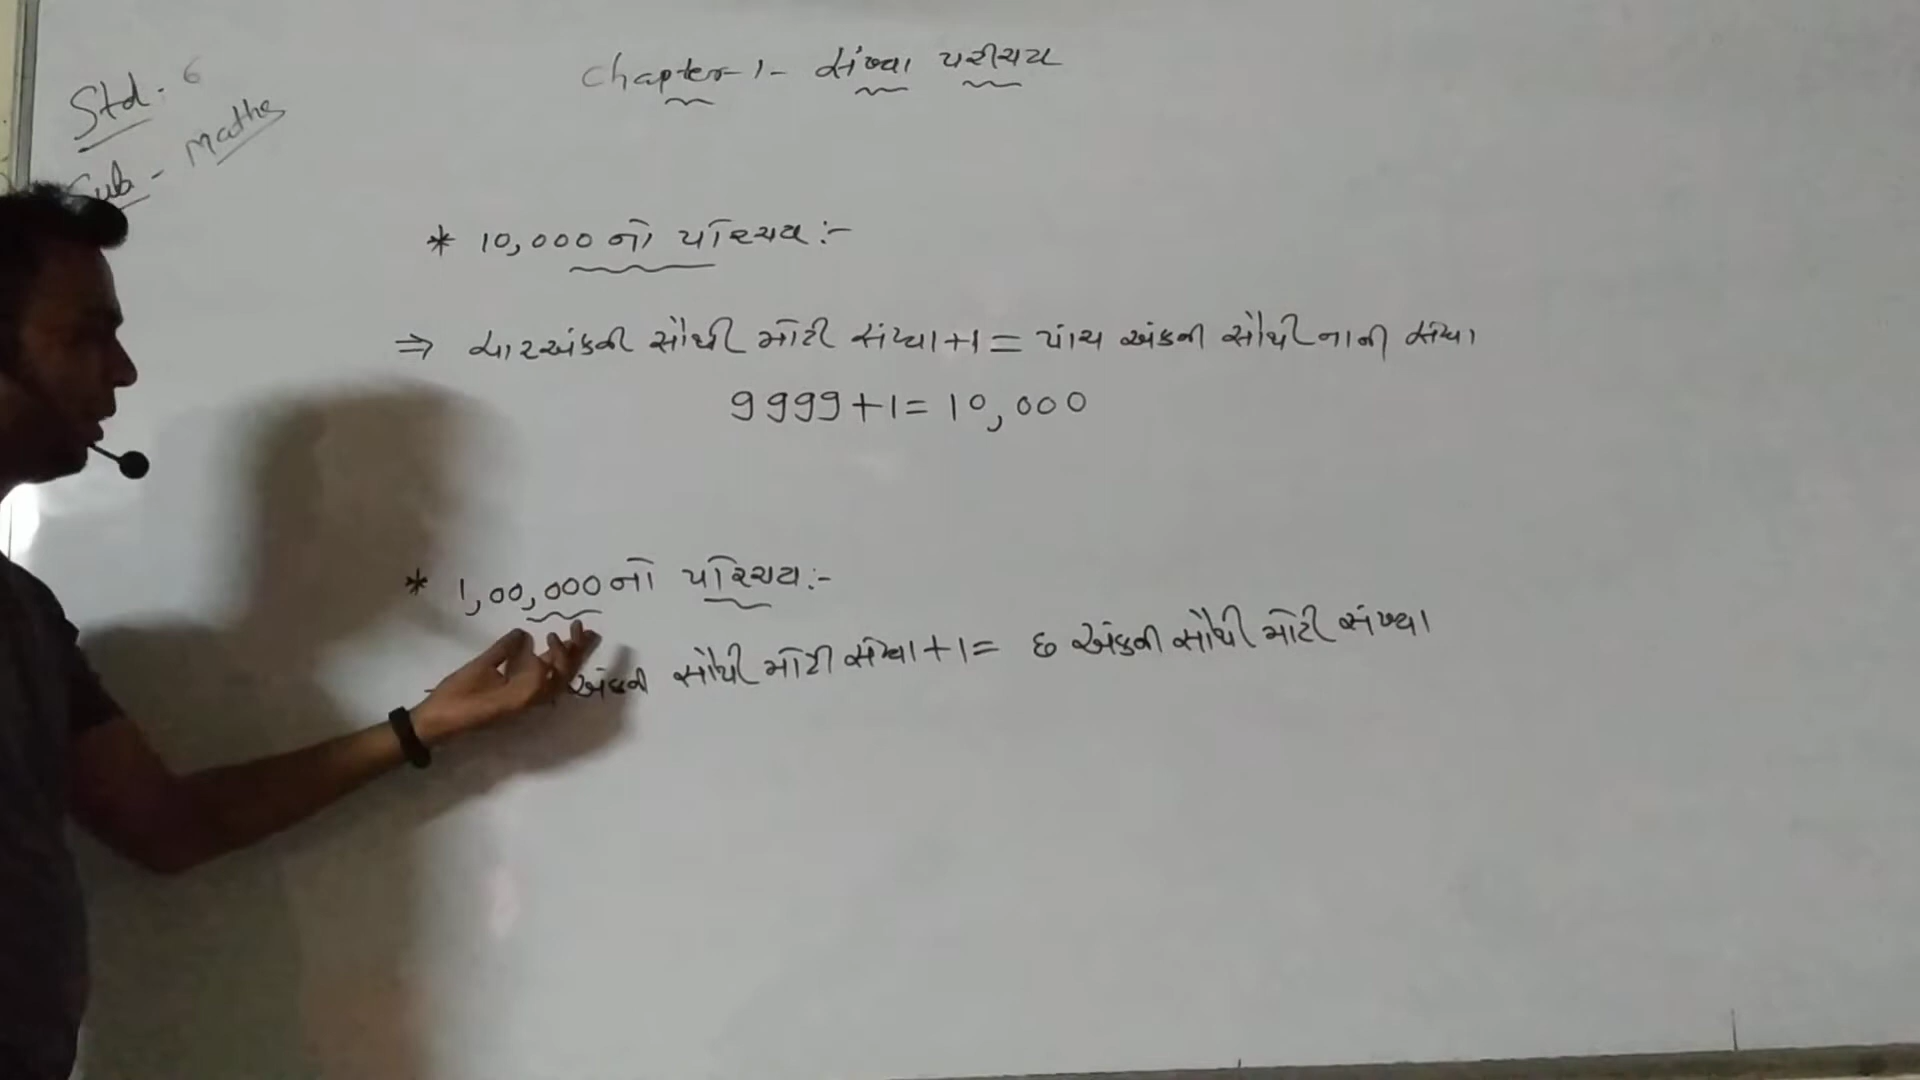 Std. 6
Sub - Maths
Chapter-1- સંખ્યા પરીચય
* 10,000 નો પરિચય :-
⇒ ચાર અંકની સૌથી મોટી સંખ્યા +1 = પાંચ અંકની સૌથી નાની સંખ્યા
9999+1 = 10,000
* 1,00,000 નો પરિચય :-
અંકની સૌથી મોટી સંખ્યા +1 = ૬ અંકની સૌથી મોટી સંખ્યા